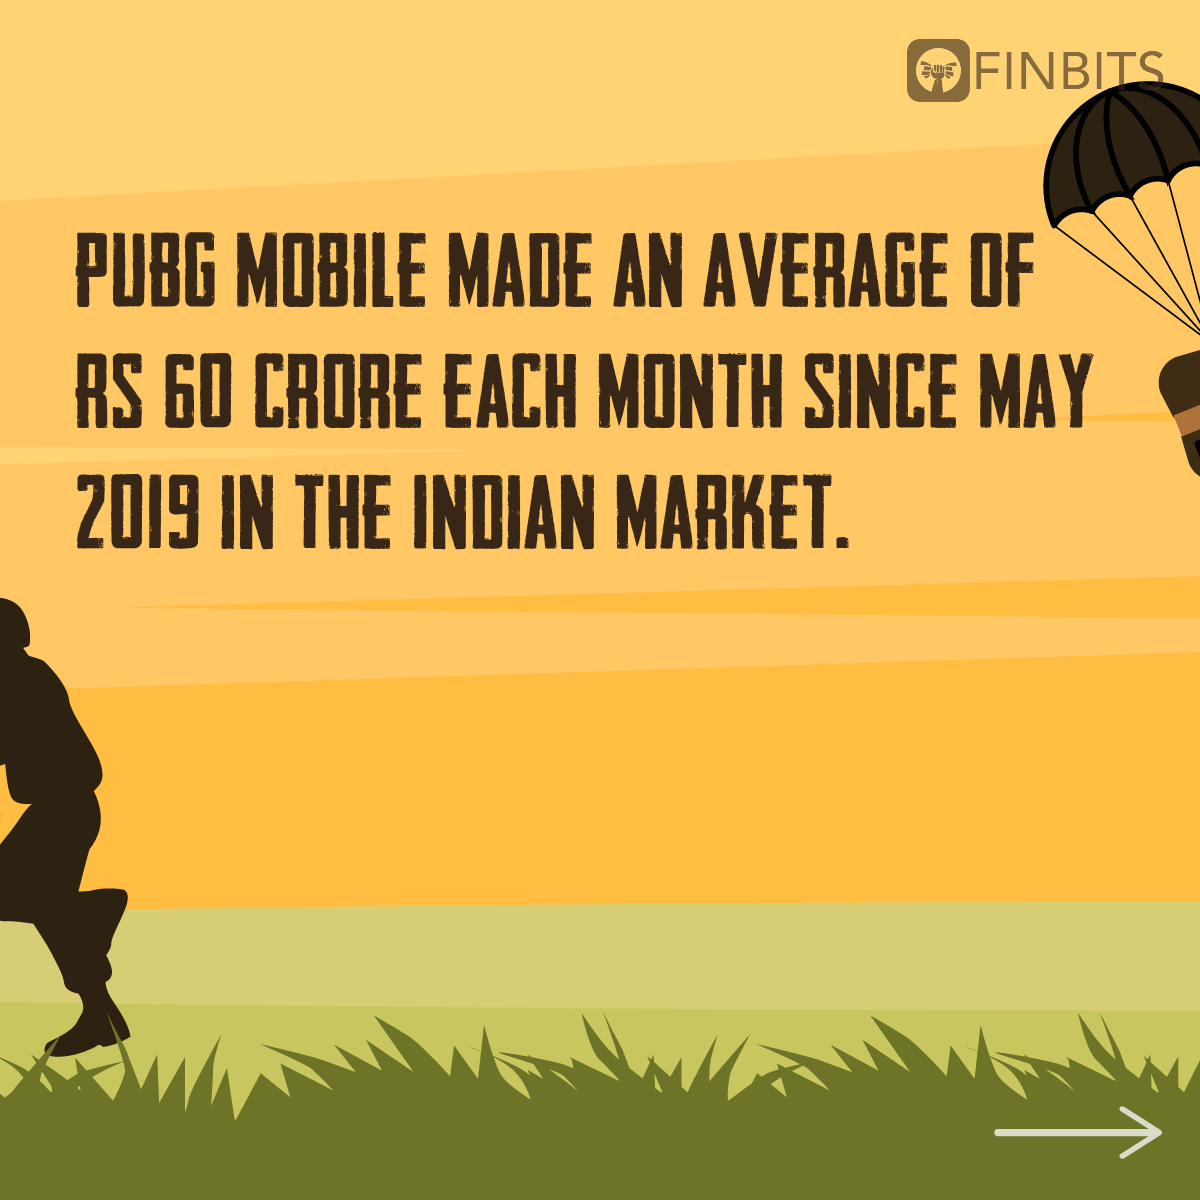 FINBITS
PUBG MOBILE MADE AN AVERAGE OF
RS 60 CRORE EACH MONTH SINCE MAY
2019 IN THE INDIAN MARKET.